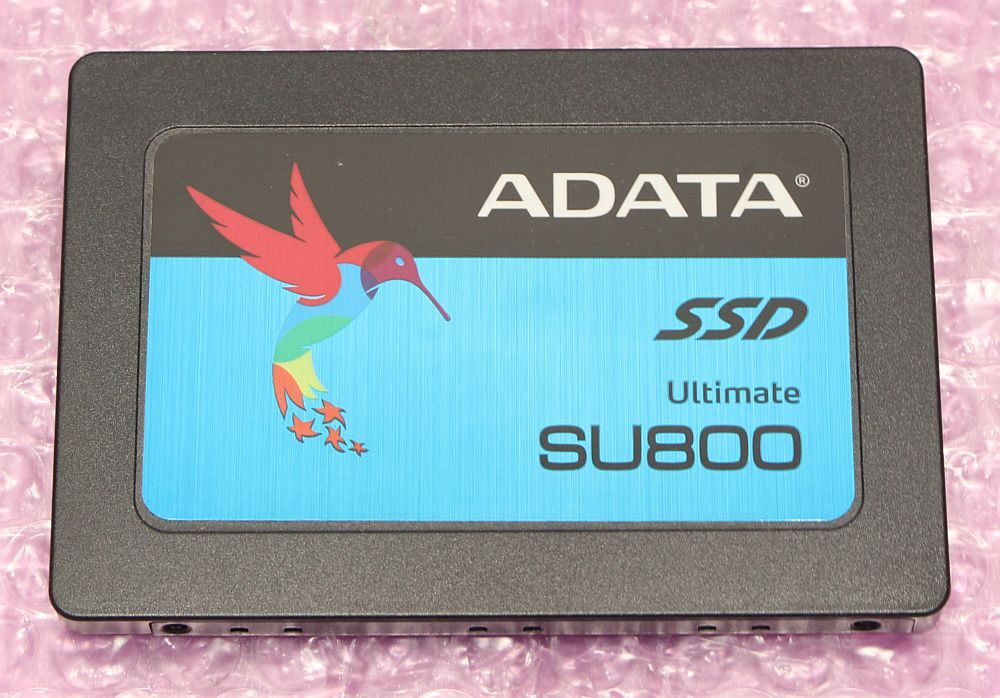 ADATA®
SSD
Ultimate
SU800